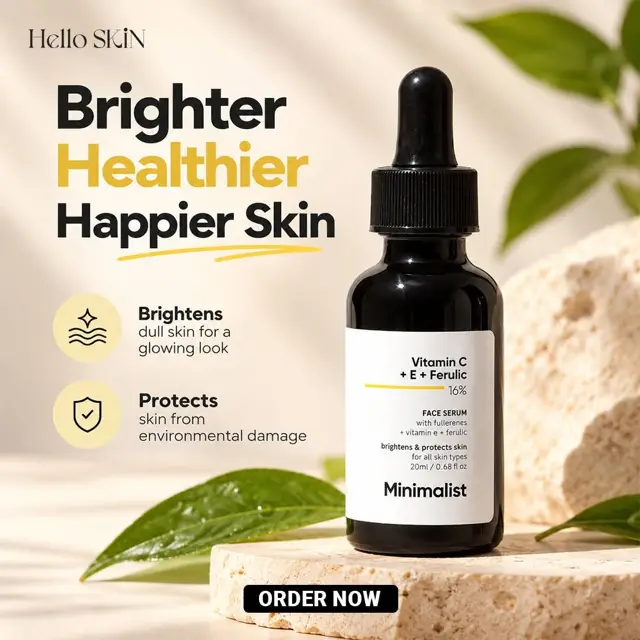 Hello SKiN
Brighter
Healthier
Happier Skin
Brightens
dull skin for a
glowing look
Protects
skin from
environmental damage
Vitamin C
+ E + Ferulic
16%
FACE SERUM
with fullerenes
+ vitamin e + ferulic
brightens & protects skin
for all skin types
20ml / 0.68 fl oz
Minimalist
ORDER NOW